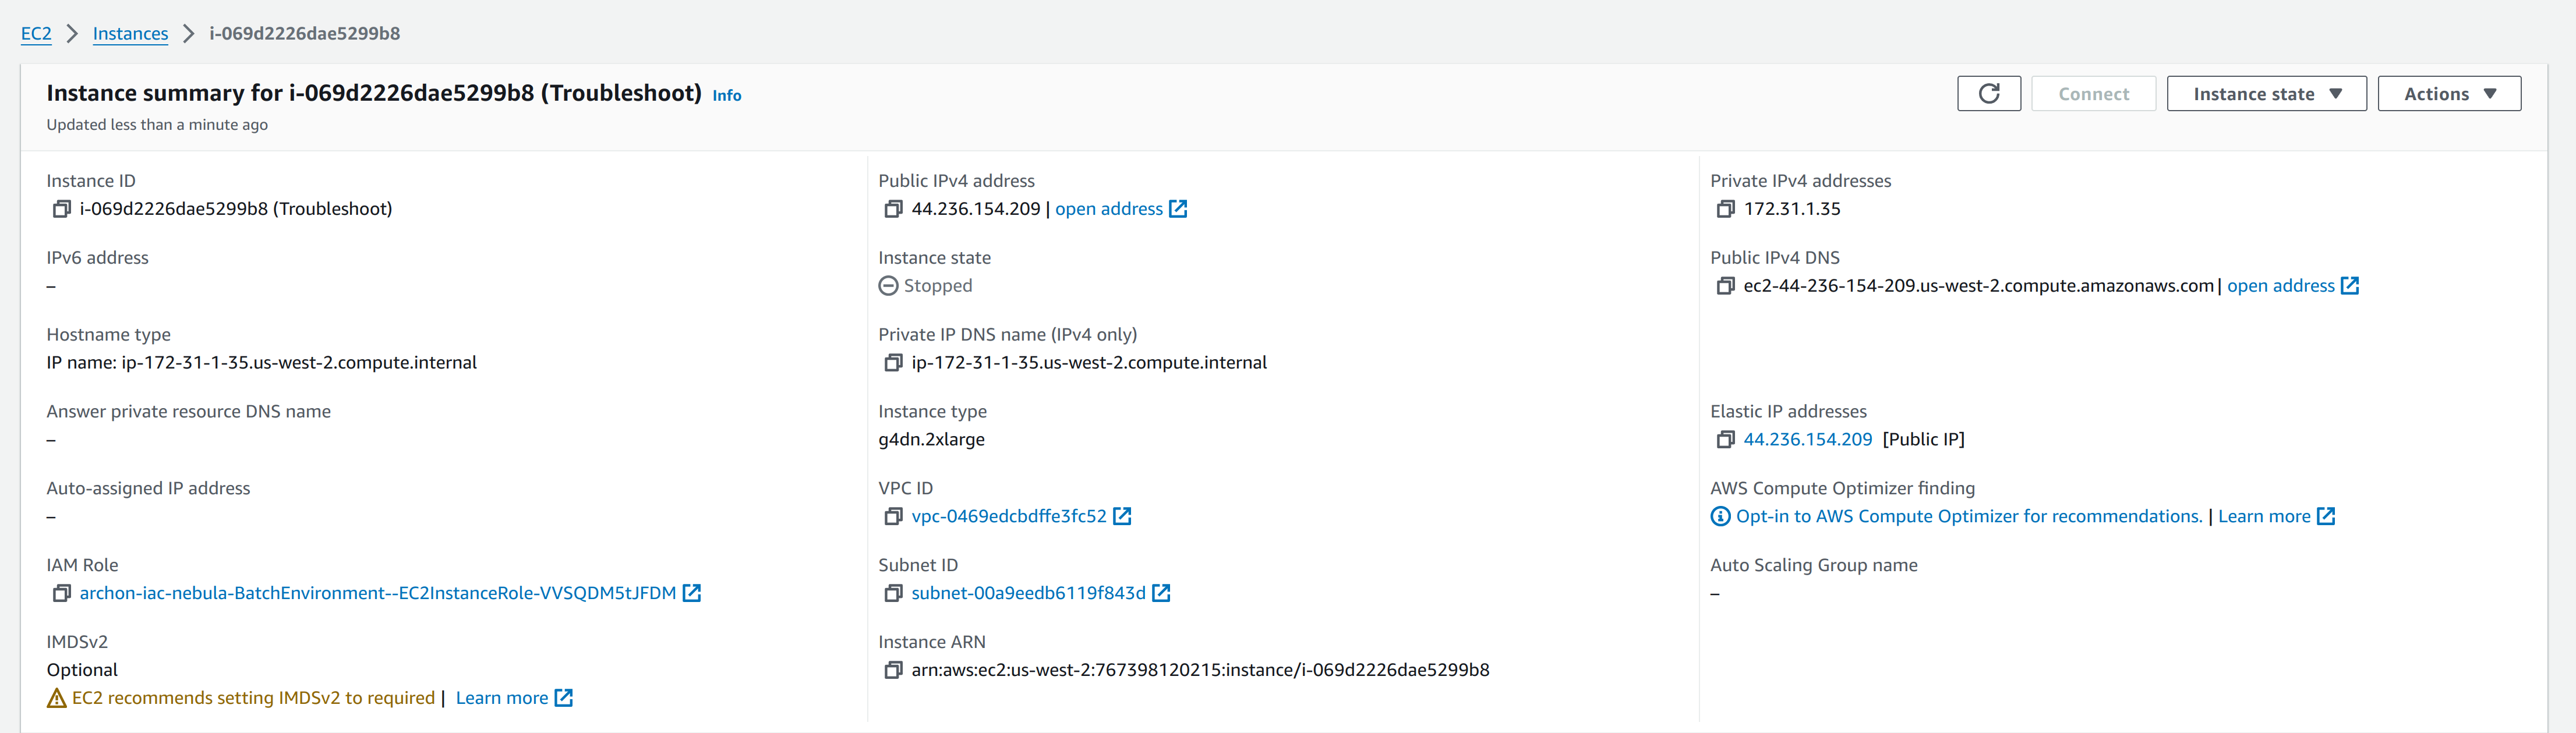 EC2 > Instances > i-069d2226dae5299b8
Instance summary for i-069d2226dae5299b8 (Troubleshoot) Info
Updated less than a minute ago
Connect
Instance state
Actions
Instance ID
i-069d2226dae5299b8 (Troubleshoot)
Public IPv4 address
44.236.154.209 | open address
Private IPv4 addresses
172.31.1.35
IPv6 address
–
Instance state
Stopped
Public IPv4 DNS
ec2-44-236-154-209.us-west-2.compute.amazonaws.com | open address
Hostname type
IP name: ip-172-31-1-35.us-west-2.compute.internal
Private IP DNS name (IPv4 only)
ip-172-31-1-35.us-west-2.compute.internal
Answer private resource DNS name
–
Instance type
g4dn.2xlarge
Elastic IP addresses
44.236.154.209 [Public IP]
Auto-assigned IP address
–
VPC ID
vpc-0469edcbdffe3fc52
AWS Compute Optimizer finding
Opt-in to AWS Compute Optimizer for recommendations. | Learn more
IAM Role
archon-iac-nebula-BatchEnvironment--EC2InstanceRole-VVSQDM5tJFDM
Subnet ID
subnet-00a9eedb6119f843d
Auto Scaling Group name
–
IMDSv2
Optional
EC2 recommends setting IMDSv2 to required | Learn more
Instance ARN
arn:aws:ec2:us-west-2:767398120215:instance/i-069d2226dae5299b8